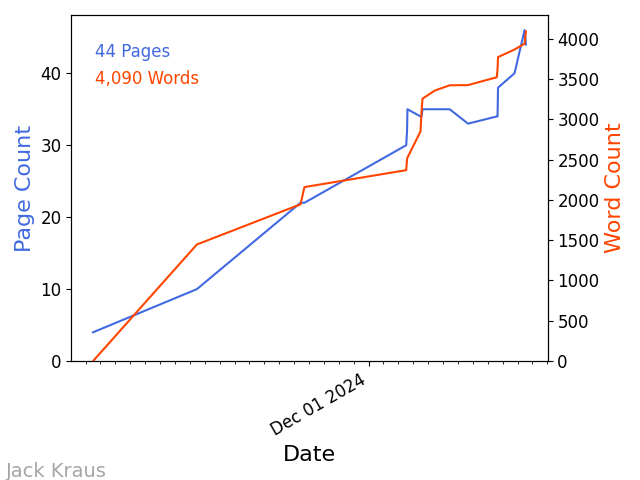 44 Pages
4,090 Words
Page Count
40
30
20
10
0
Word Count
4000
3500
3000
2500
2000
1500
1000
500
0
Dec 01 2024
Date
Jack Kraus